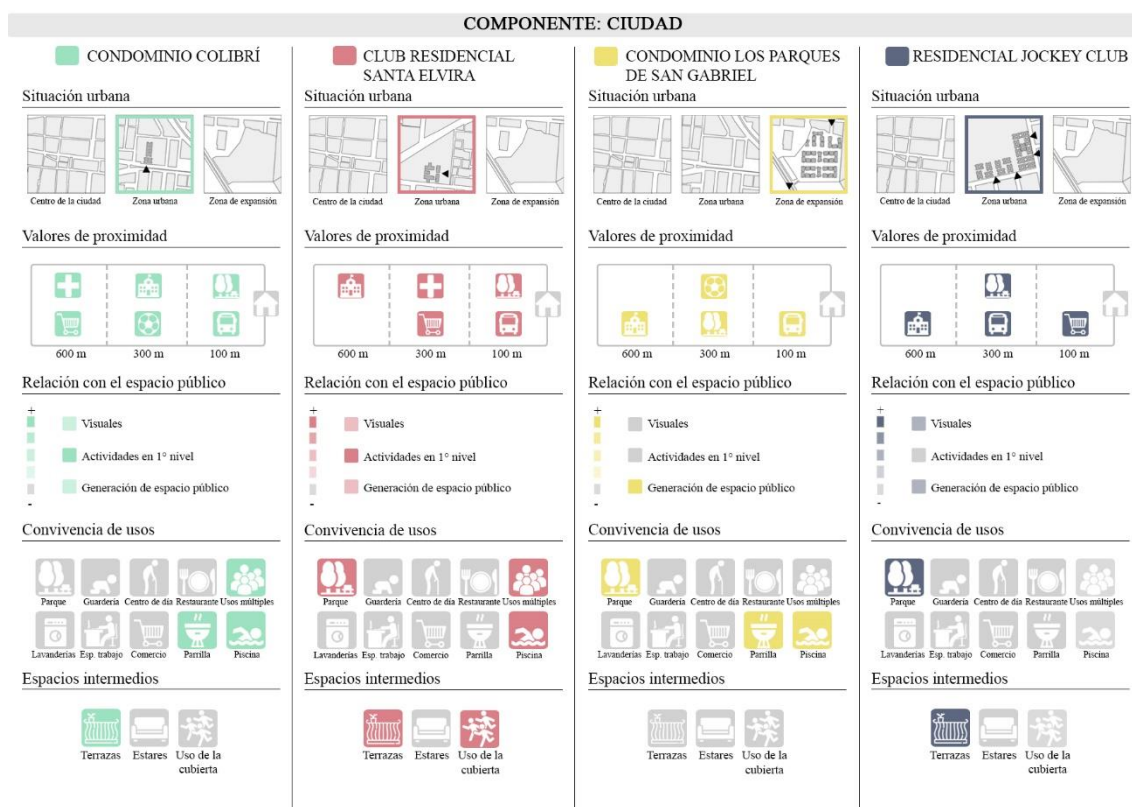 COMPONENTE: CIUDAD
CONDOMINIO COLIBRÍ
Situación urbana
Centro de la ciudad
Zona urbana
Zona de expansión
Valores de proximidad
600 m
300 m
100 m
Relación con el espacio público
+
Visuales
Actividades en 1° nivel
Generación de espacio público
-
Convivencia de usos
Parque
Guardería
Centro de día
Restaurante
Usos múltiples
Lavanderías
Esp. trabajo
Comercio
Parrilla
Piscina
Espacios intermedios
Terrazas
Estares
Uso de la
cubierta
CLUB RESIDENCIAL
SANTA ELVIRA
Situación urbana
Centro de la ciudad
Zona urbana
Zona de expansión
Valores de proximidad
600 m
300 m
100 m
Relación con el espacio público
+
Visuales
Actividades en 1° nivel
Generación de espacio público
-
Convivencia de usos
Parque
Guardería
Centro de día
Restaurante
Usos múltiples
Lavanderías
Esp. trabajo
Comercio
Parrilla
Piscina
Espacios intermedios
Terrazas
Estares
Uso de la
cubierta
CONDOMINIO LOS PARQUES
DE SAN GABRIEL
Situación urbana
Centro de la ciudad
Zona urbana
Zona de expansión
Valores de proximidad
600 m
300 m
100 m
Relación con el espacio público
+
Visuales
Actividades en 1° nivel
Generación de espacio público
-
Convivencia de usos
Parque
Guardería
Centro de día
Restaurante
Usos múltiples
Lavanderías
Esp. trabajo
Comercio
Parrilla
Piscina
Espacios intermedios
Terrazas
Estares
Uso de la
cubierta
RESIDENCIAL JOCKEY CLUB
Situación urbana
Centro de la ciudad
Zona urbana
Zona de expansión
Valores de proximidad
600 m
300 m
100 m
Relación con el espacio público
+
Visuales
Actividades en 1° nivel
Generación de espacio público
-
Convivencia de usos
Parque
Guardería
Centro de día
Restaurante
Usos múltiples
Lavanderías
Esp. trabajo
Comercio
Parrilla
Piscina
Espacios intermedios
Terrazas
Estares
Uso de la
cubierta